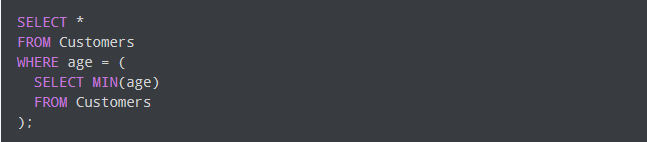 SELECT *
FROM Customers
WHERE age = (
  SELECT MIN(age)
  FROM Customers
);